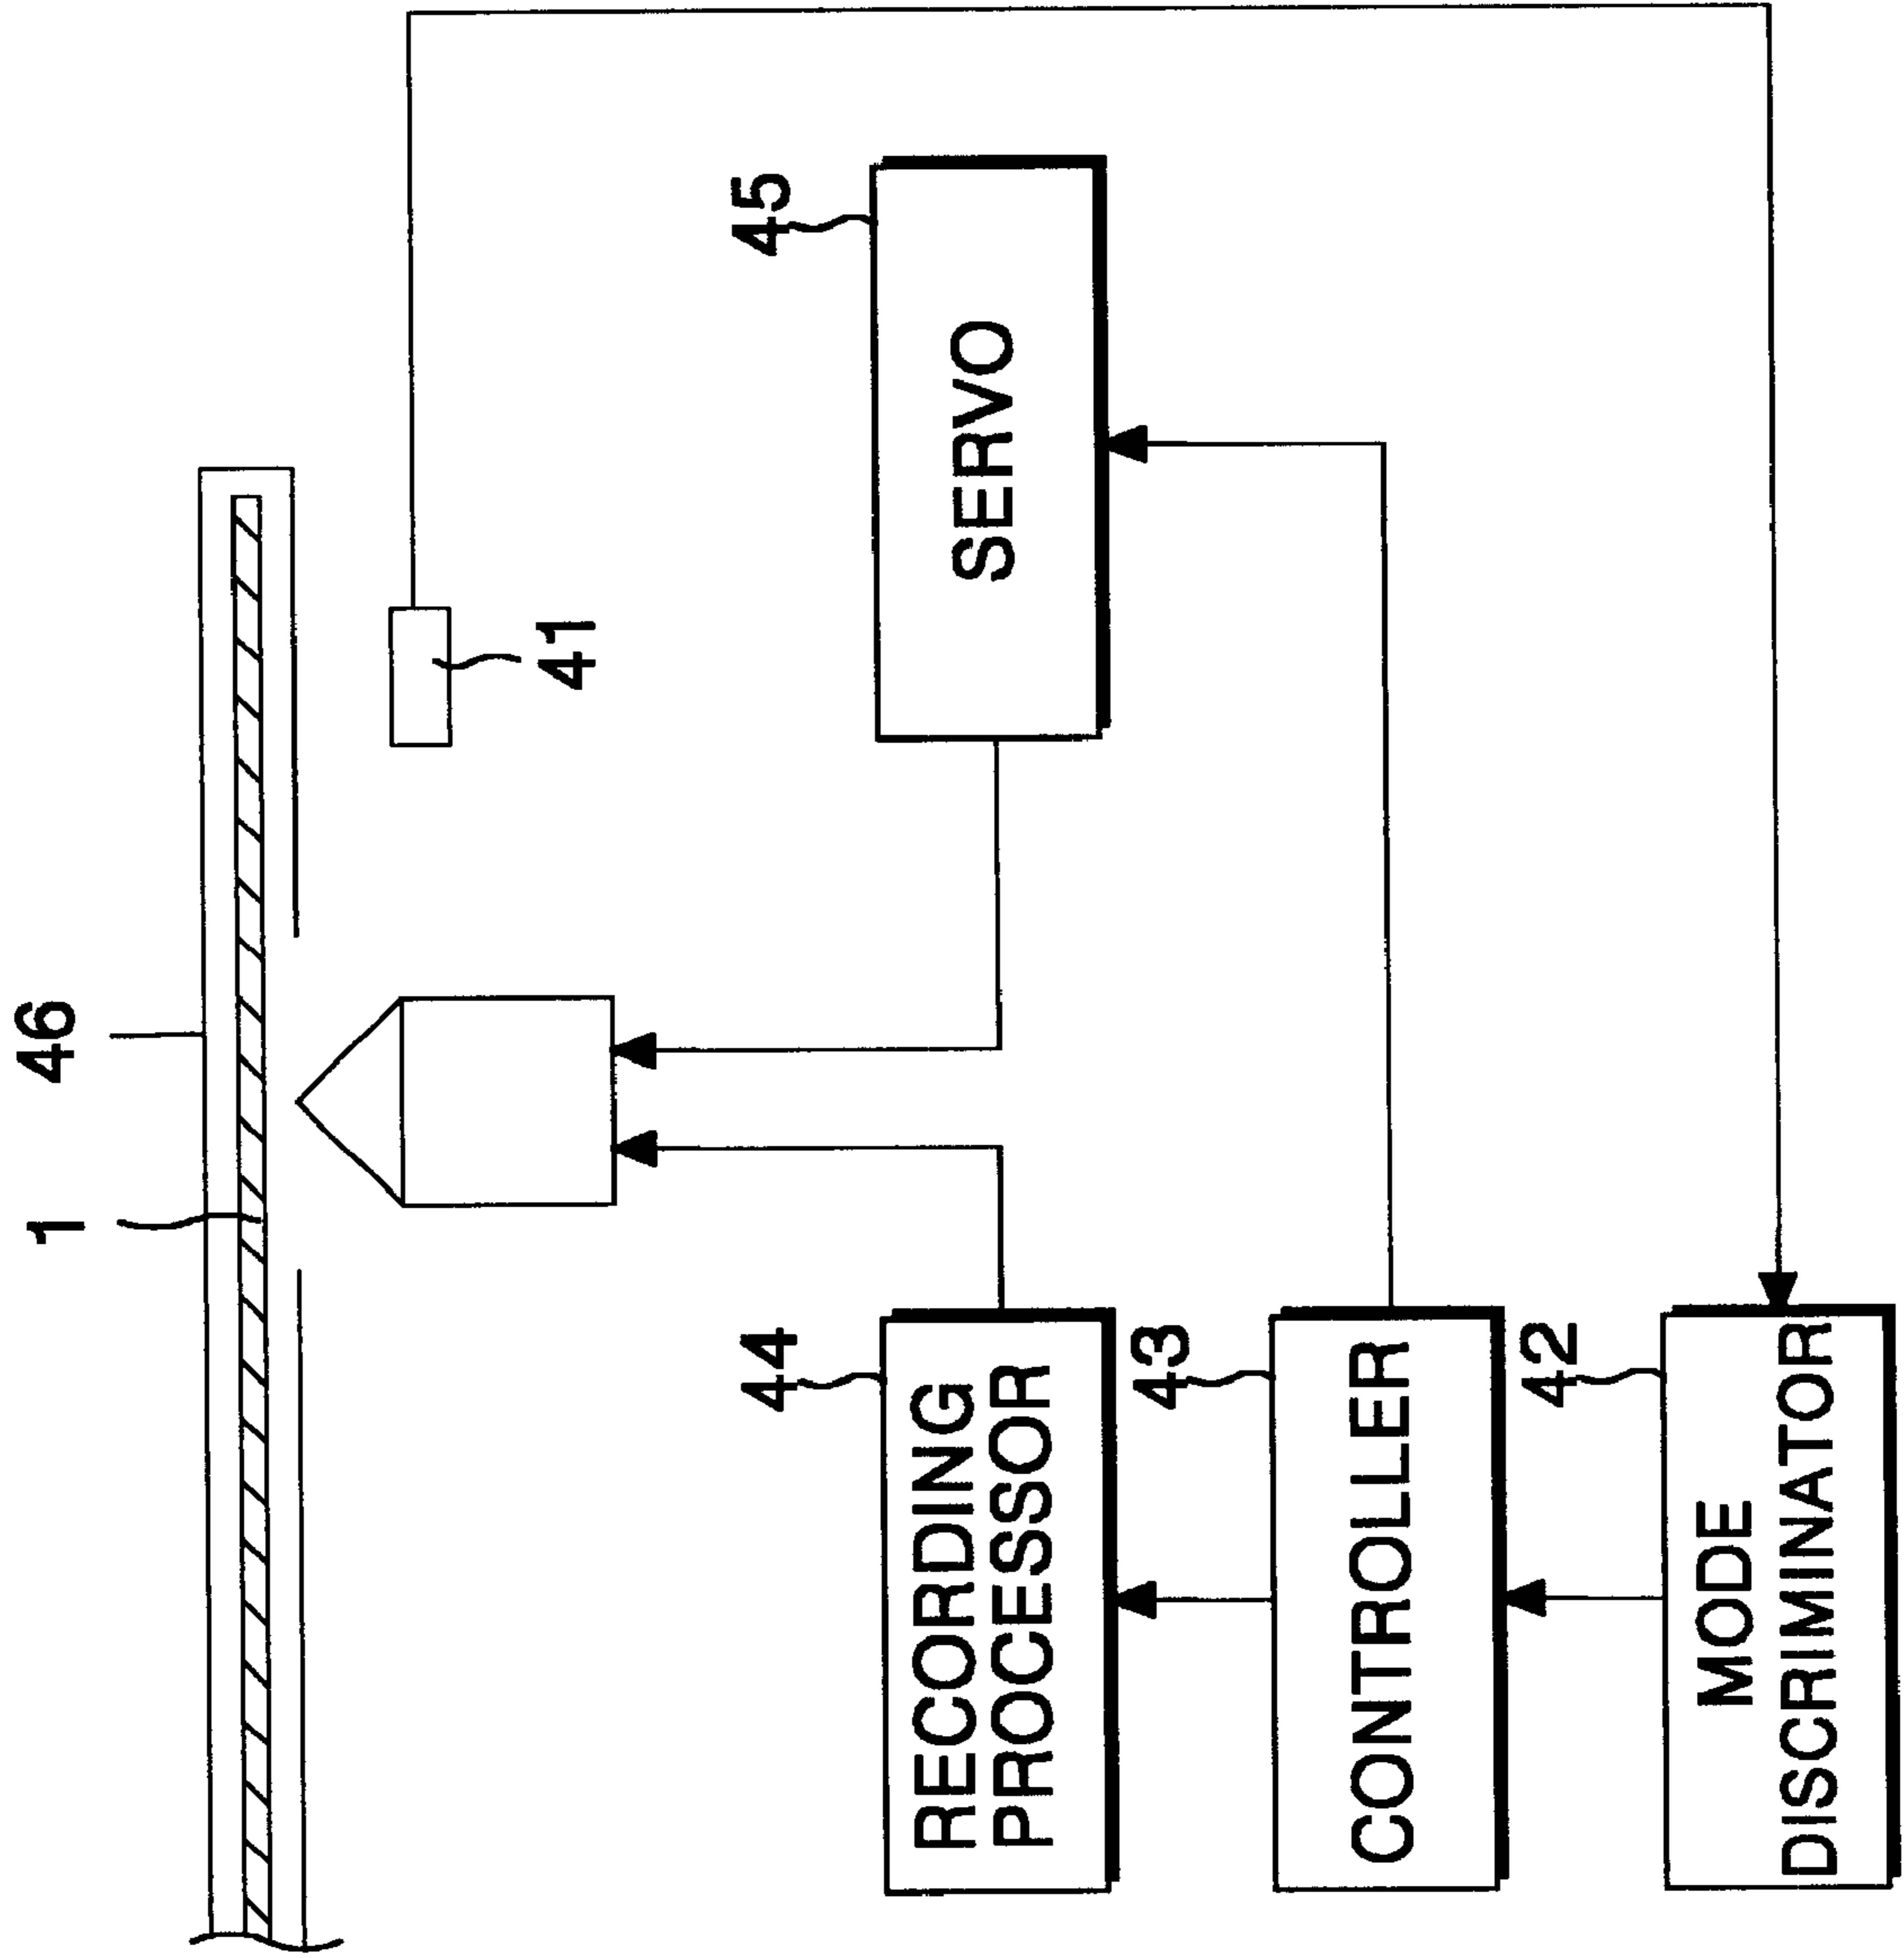 1
46
41
44
RECORDING
PROCESSOR
45
SERVO
43
CONTROLLER
42
MODE
DISCRIMINATOR